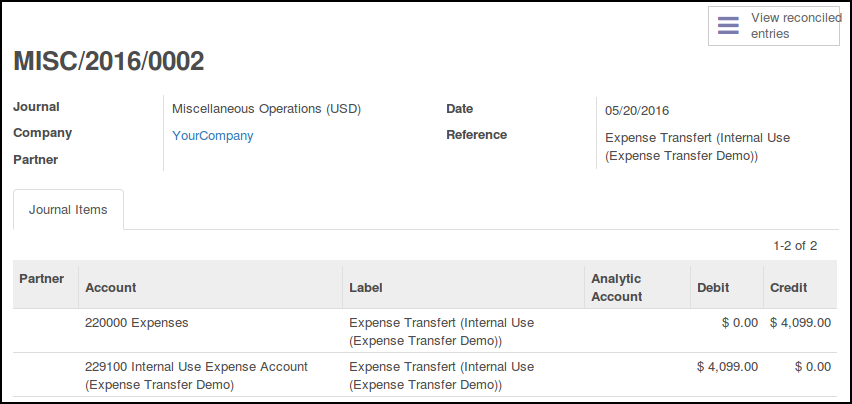 View reconciled
entries
MISC/2016/0002
Journal
Miscellaneous Operations (USD)
Date
05/20/2016
Company
YourCompany
Reference
Expense Transfert (Internal Use
(Expense Transfer Demo))
Partner
Journal Items
1-2 of 2
Partner Account Label Analytic Account Debit Credit
220000 Expenses Expense Transfert (Internal Use $ 0.00 $ 4,099.00
(Expense Transfer Demo))
229100 Internal Use Expense Account Expense Transfert (Internal Use $ 4,099.00 $ 0.00
(Expense Transfer Demo) (Expense Transfer Demo))